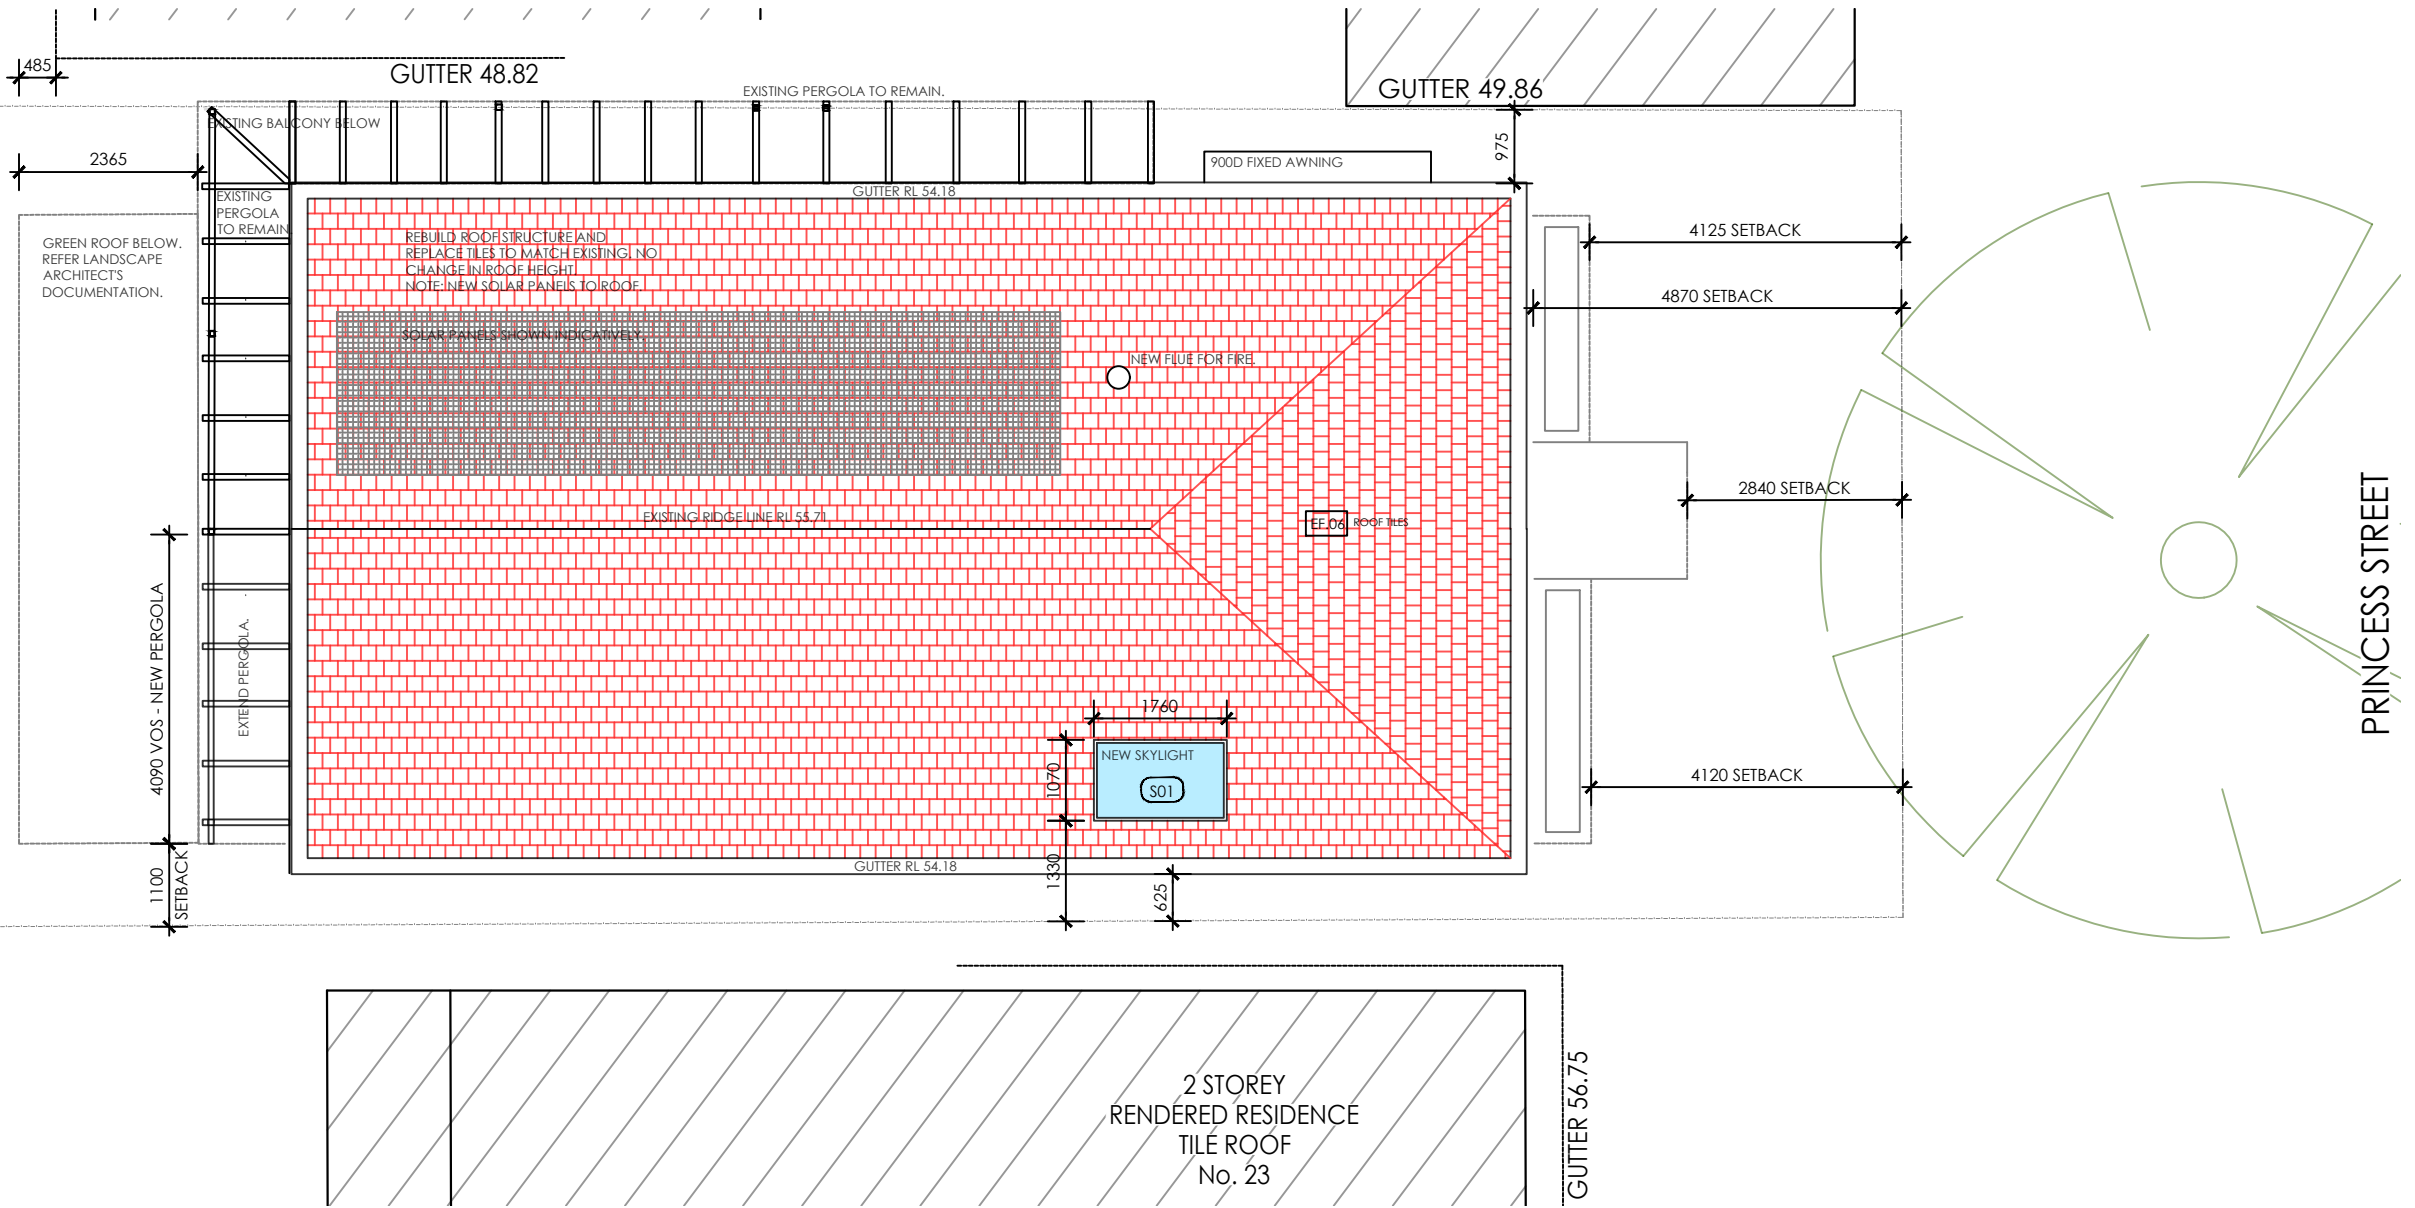 485
GUTTER 48.82
EXISTING PERGOLA TO REMAIN.
GUTTER 49.86
EXISTING BALCONY BELOW
2365
975
900D FIXED AWNING
GUTTER RL 54.18
EXISTING
PERGOLA
TO REMAIN
GREEN ROOF BELOW.
REFER LANDSCAPE
ARCHITECT'S
DOCUMENTATION.
REBUILD ROOF STRUCTURE AND
REPLACE TILES TO MATCH EXISTING. NO
CHANGE IN ROOF HEIGHT.
NOTE: NEW SOLAR PANELS TO ROOF.
4125 SETBACK
4870 SETBACK
SOLAR PANELS SHOWN INDICATIVELY.
NEW FLUE FOR FIRE.
2840 SETBACK
EXISTING RIDGE LINE RL 55.71
EF.06
ROOF TILES
PRINCESS STREET
4090 VOS - NEW PERGOLA
EXTEND PERGOLA.
1760
1070
NEW SKYLIGHT
S01
4120 SETBACK
1100
SETBACK
GUTTER RL 54.18
1330
625
2 STOREY
RENDERED RESIDENCE
TILE ROOF
No. 23
GUTTER 56.75